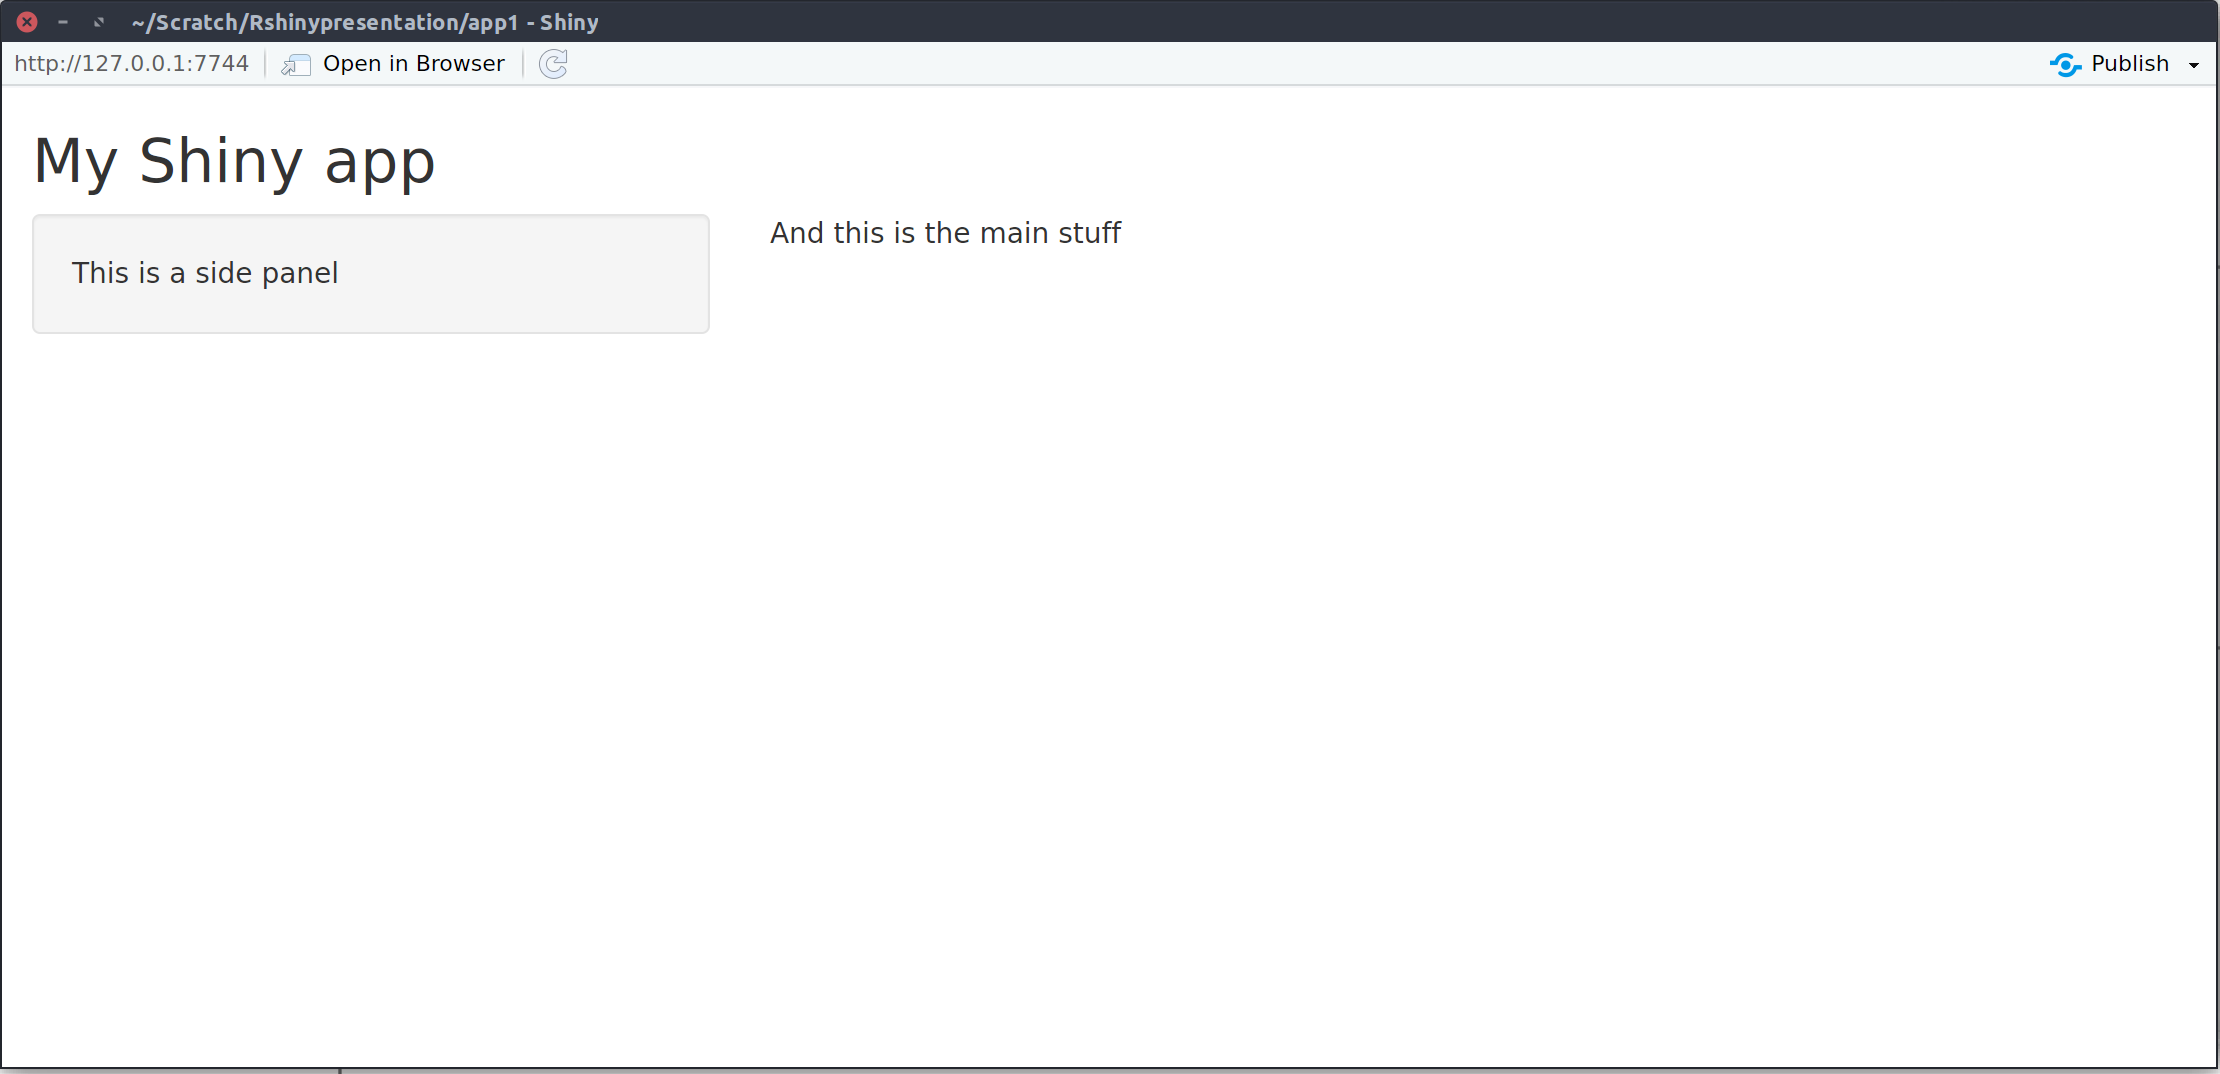 ~/Scratch/Rshinypresentation/app1 - Shiny
http://127.0.0.1:7744 Open in Browser Publish
My Shiny app
This is a side panel
And this is the main stuff